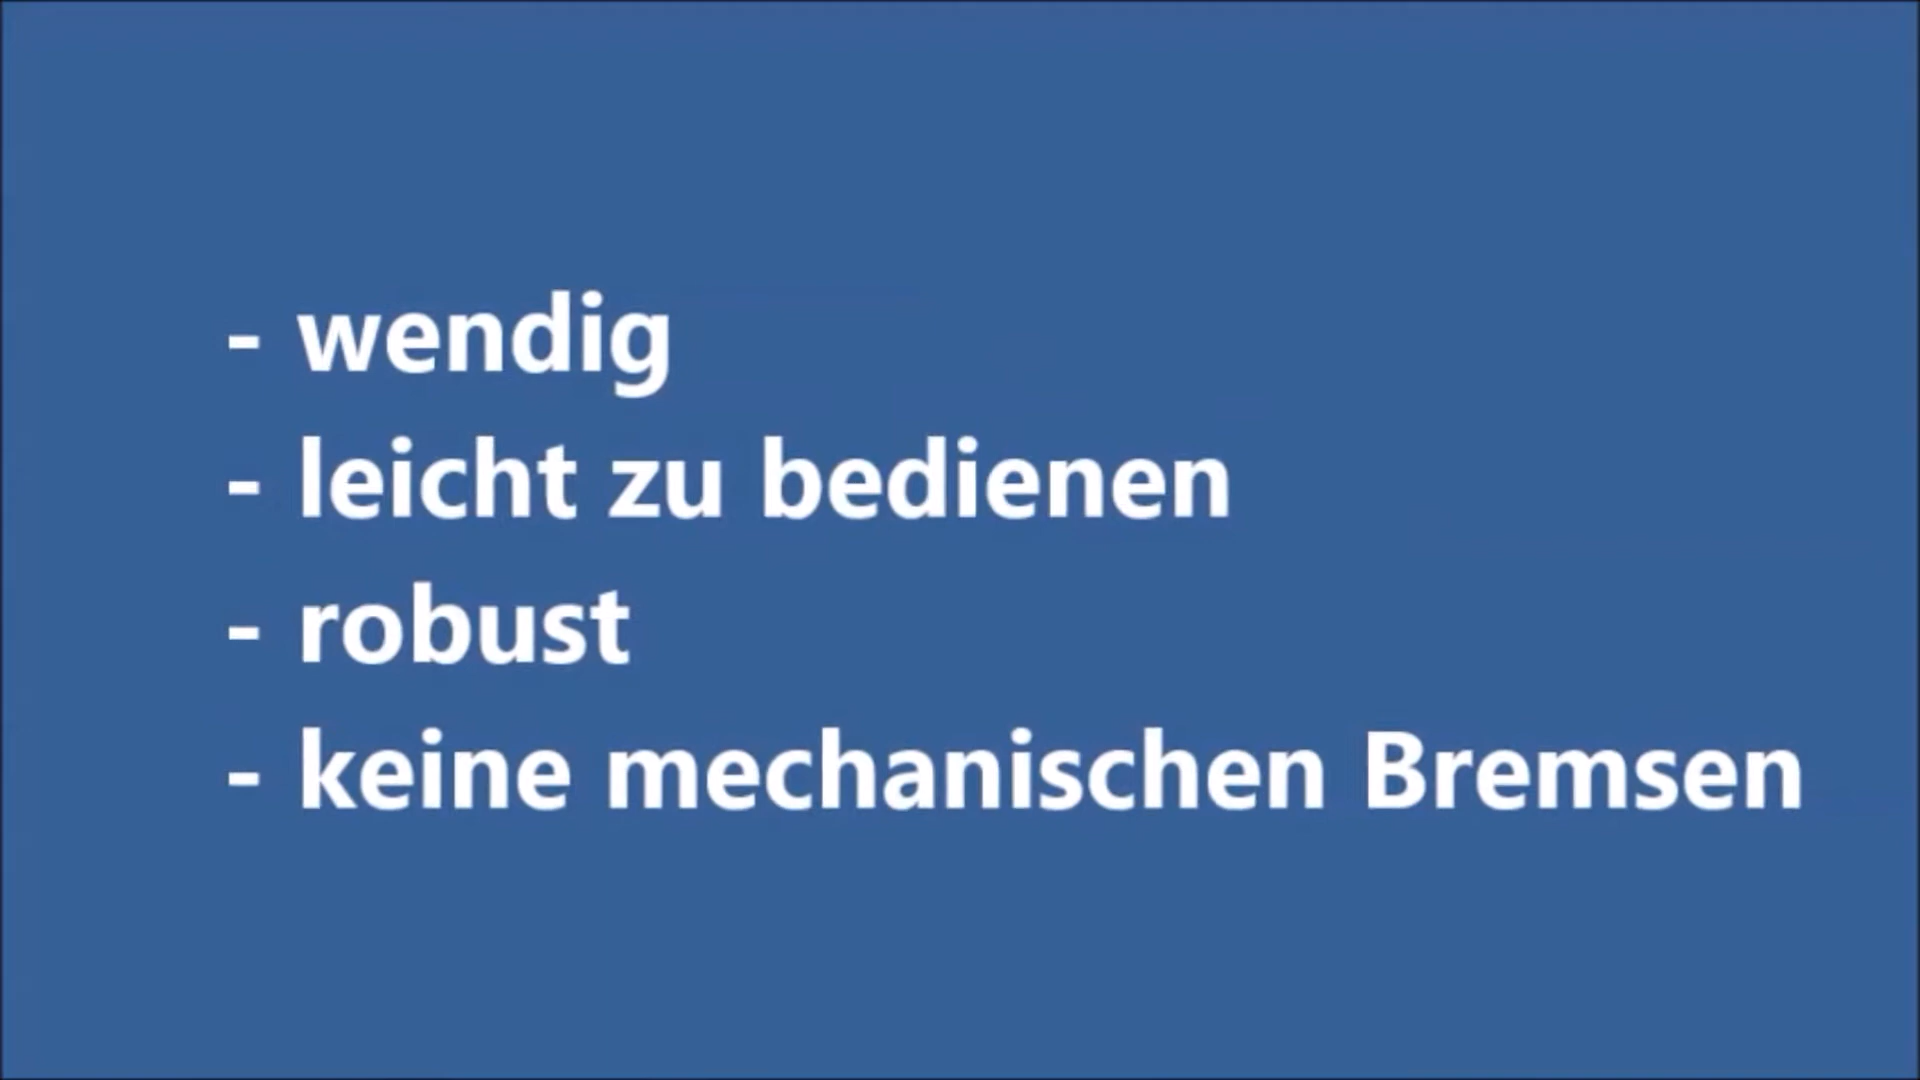 - wendig
- leicht zu bedienen
- robust
- keine mechanischen Bremsen